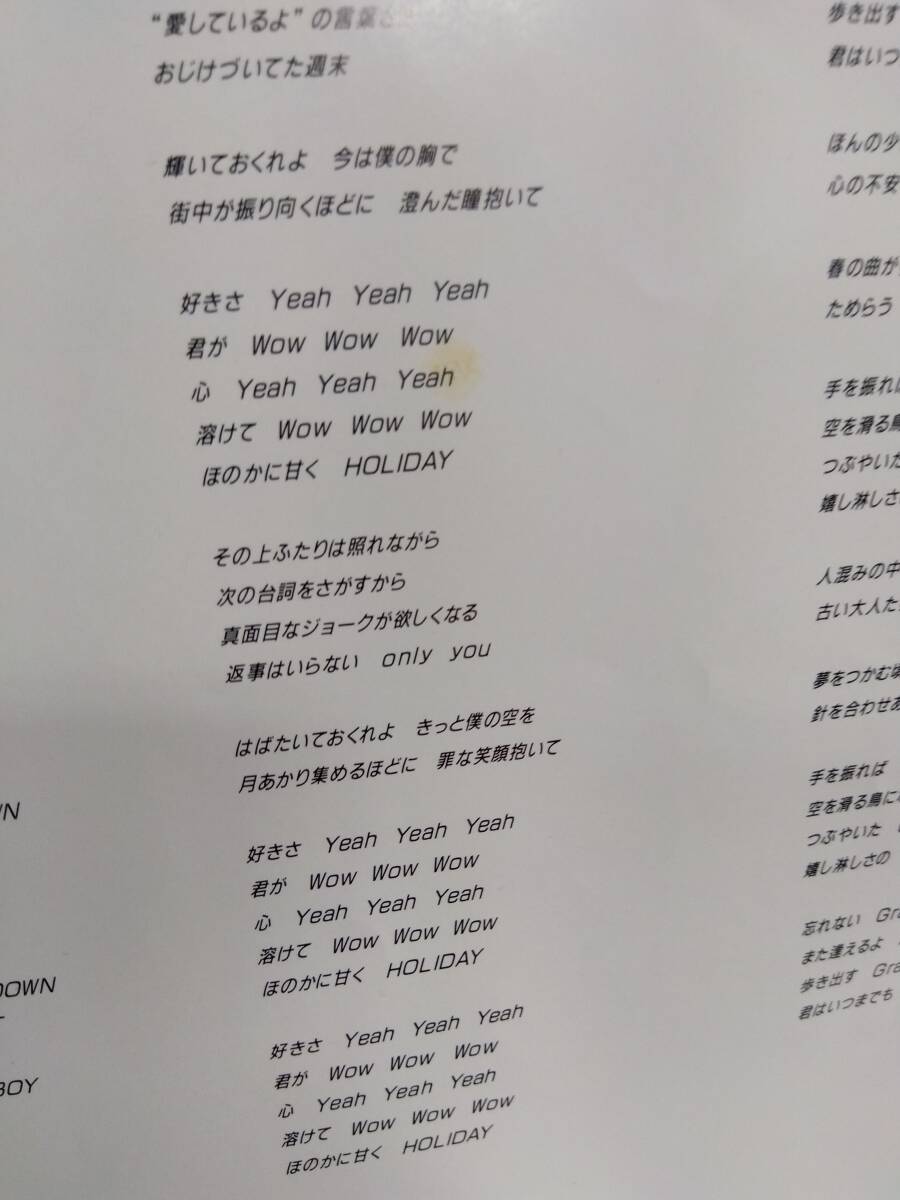 WN
DOWN
BOY
“愛しているよ”の言葉
おじけづいてた週末
輝いておくれよ　今は僕の胸で
街中が振り向くほどに　澄んだ瞳抱いて
好きさ　Yeah　Yeah　Yeah
君が　Wow　Wow　Wow
心　Yeah　Yeah　Yeah
溶けて　Wow　Wow　Wow
ほのかに甘く　HOLIDAY
その上ふたりは照れながら
次の台詞をさがすから
真面目なジョークが欲しくなる
返事はいらない　only　you
はばたいておくれよ　きっと僕の空を
月あかり集めるほどに　罪な笑顔抱いて
好きさ　Yeah　Yeah　Yeah
君が　Wow　Wow　Wow
心　Yeah　Yeah　Yeah
溶けて　Wow　Wow　Wow
ほのかに甘く　HOLIDAY
好きさ　Yeah　Yeah　Yeah
君が　Wow　Wow　Wow
心　Yeah　Yeah　Yeah
溶けて　Wow　Wow　Wow
ほのかに甘く　HOLIDAY
歩き出す
君はいつ
ほんの少
心の不安
春の曲が
ためらう
手を振れば
空を滑る鳥
つぶやいた
嬉し淋しさ
人混みの中
古い大人た
夢をつかむ頃
針を合わせ
手を振れば
空を滑る鳥に
つぶやいた
嬉し淋しさの
忘れない　Gra
また逢えるよ
歩き出す　Gra
君はいつまでも